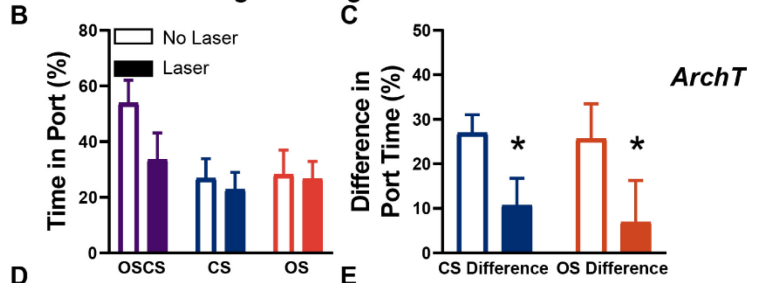 B
Time in Port (%)
80
60
40
20
0
No Laser
Laser
OSCS CS OS
C
Difference in
Port Time (%)
50
40
30
20
10
0
* *
CS Difference OS Difference
ArchT
D E